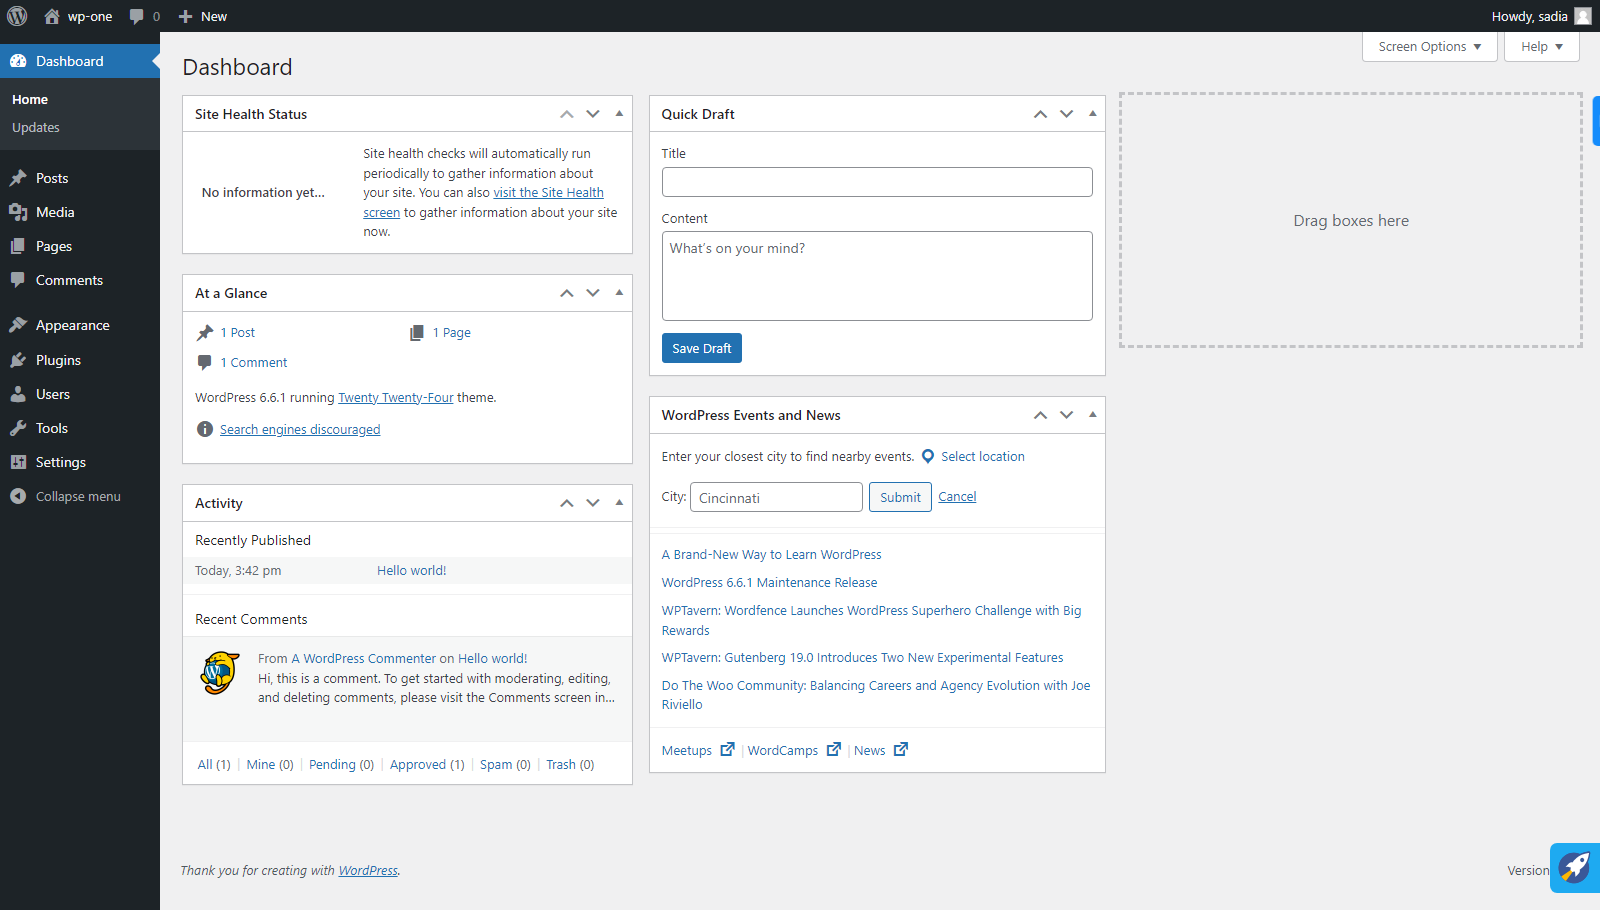 wp-one
0
New
Howdy, sadia
Screen Options
Help
Dashboard
Home
Updates
Posts
Media
Pages
Comments
Appearance
Plugins
Users
Tools
Settings
Collapse menu
Dashboard
Site Health Status
No information yet...
Site health checks will automatically run
periodically to gather information about
your site. You can also visit the Site Health
screen to gather information about your site
now.
At a Glance
1 Post
1 Page
1 Comment
WordPress 6.6.1 running Twenty Twenty-Four theme.
Search engines discouraged
Activity
Recently Published
Today, 3:42 pm
Hello world!
Recent Comments
From A WordPress Commenter on Hello world!
Hi, this is a comment. To get started with moderating, editing,
and deleting comments, please visit the Comments screen in…
All (1) | Mine (0) | Pending (0) | Approved (1) | Spam (0) | Trash (0)
Quick Draft
Title
Content
What’s on your mind?
Save Draft
WordPress Events and News
Enter your closest city to find nearby events. Select location
City: Cincinnati Submit Cancel
A Brand-New Way to Learn WordPress
WordPress 6.6.1 Maintenance Release
WPTavern: Wordfence Launches WordPress Superhero Challenge with Big
Rewards
WPTavern: Gutenberg 19.0 Introduces Two New Experimental Features
Do The Woo Community: Balancing Careers and Agency Evolution with Joe
Riviello
Meetups | WordCamps | News
Drag boxes here
Thank you for creating with WordPress.
Version